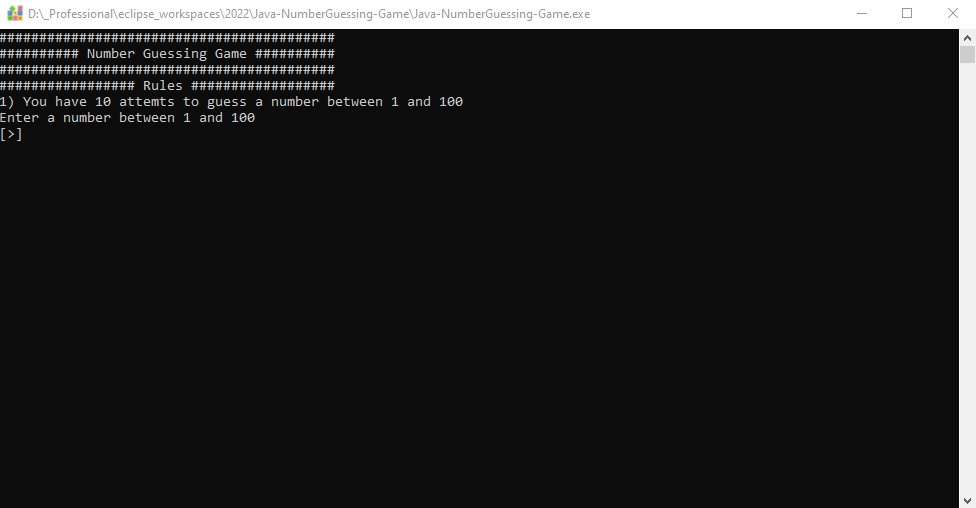 D:\_Professional\eclipse_workspaces\2022\Java-NumberGuessing-Game\Java-NumberGuessing-Game.exe
##########################################
########## Number Guessing Game ##########
##########################################
################# Rules ##################
1) You have 10 attemts to guess a number between 1 and 100
Enter a number between 1 and 100
[>]